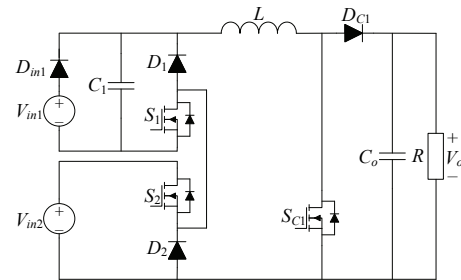 L
D_C1
D_in1
C_1
D_1
+
V_in1
−
S_1
+
C_o
R
V_o
−
S_2
+
V_in2
−
S_C1
D_2